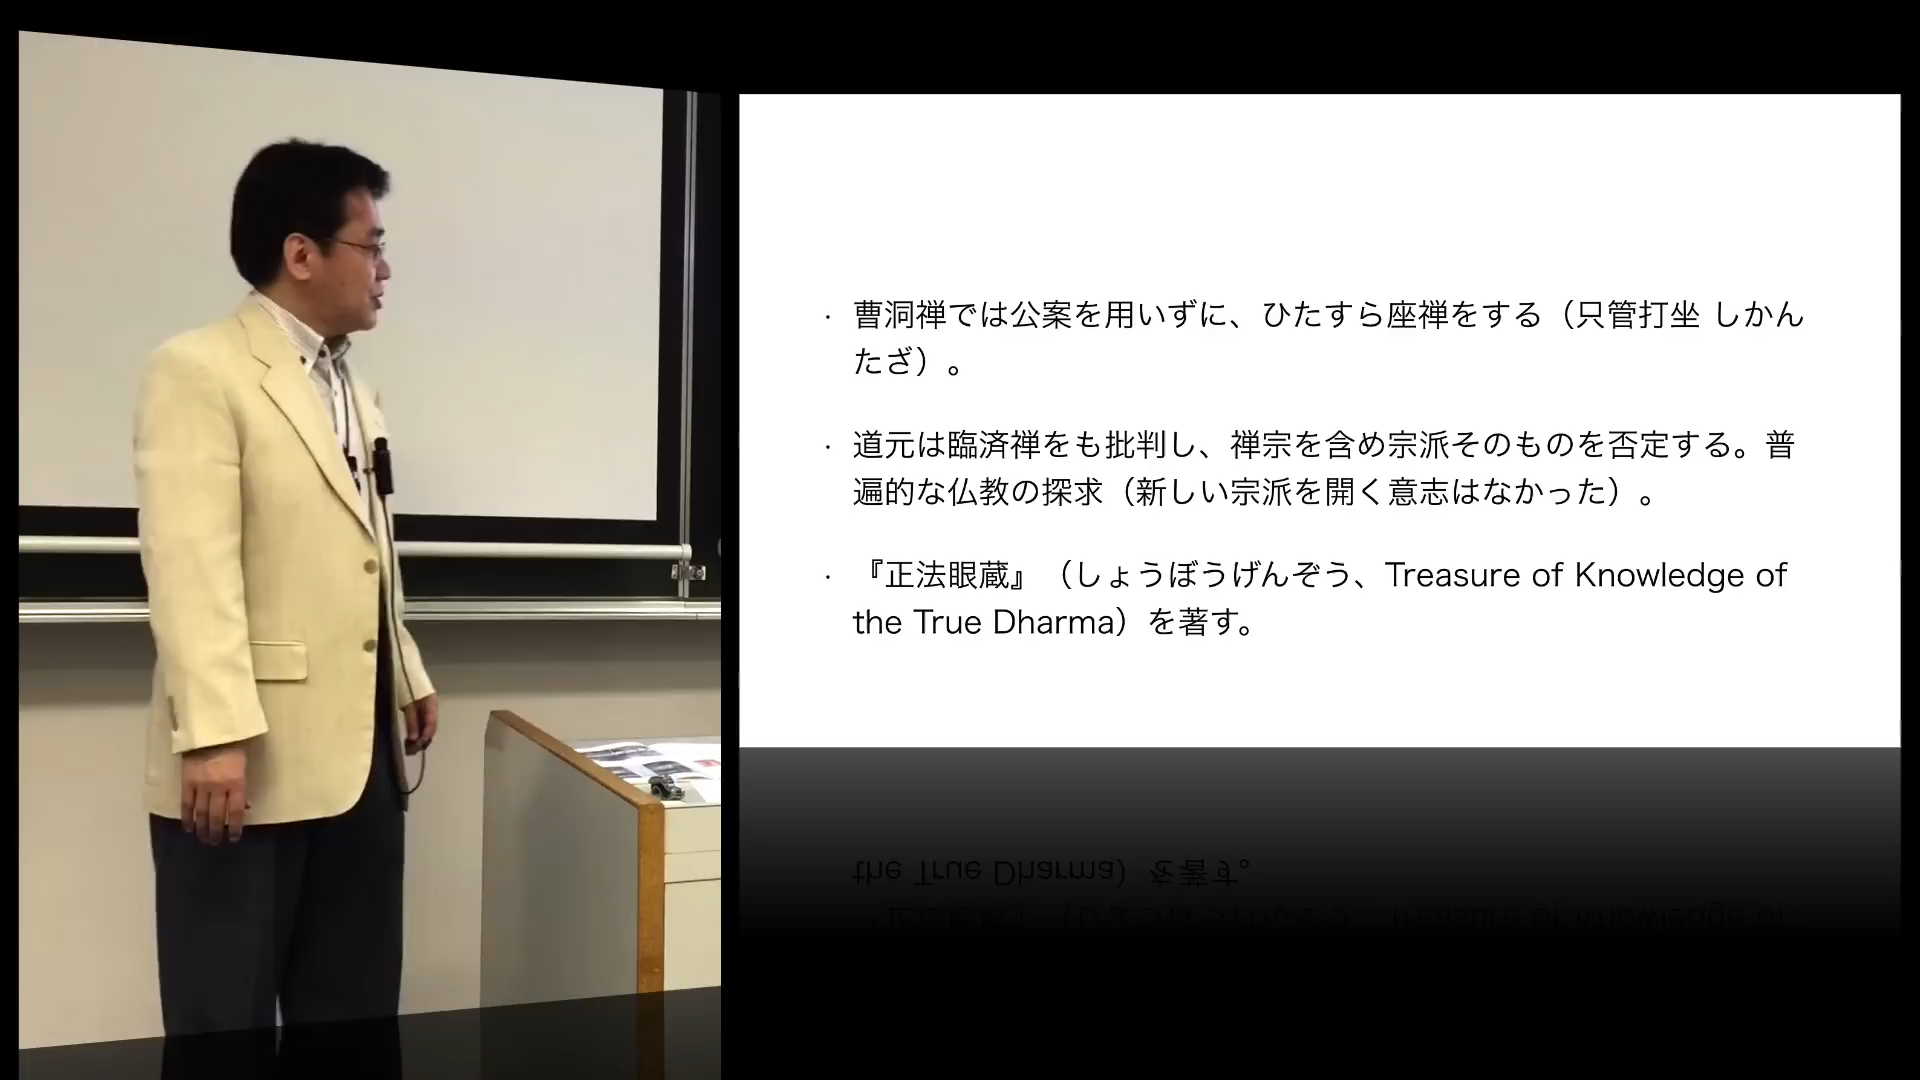 ・ 曹洞禅では公案を用いずに、ひたすら座禅をする（只管打坐 しかん
たざ）。
・ 道元は臨済禅をも批判し、禅宗を含め宗派そのものを否定する。普
遍的な仏教の探求（新しい宗派を開く意志はなかった）。
・ 『正法眼蔵』（しょうぼうげんぞう、Treasure of Knowledge of
the True Dharma）を著す。